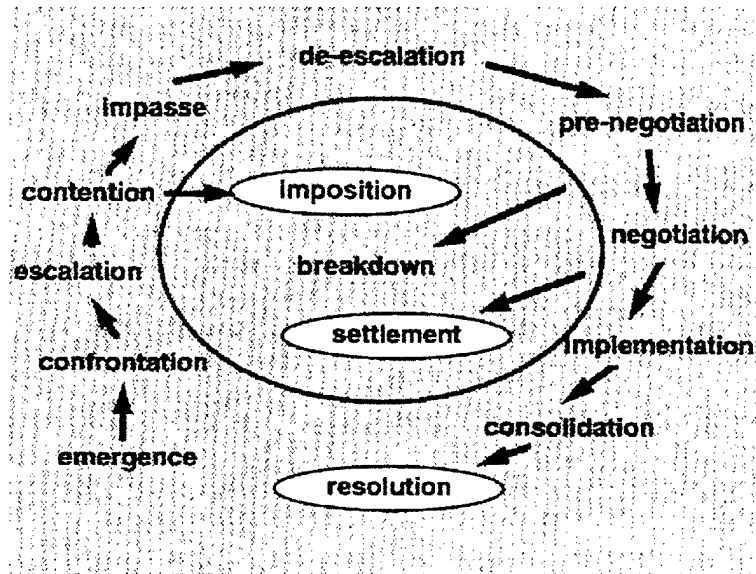 de-escalation
impasse
pre-negotiation
contention
imposition
negotiation
escalation
breakdown
settlement
implementation
confrontation
consolidation
emergence
resolution